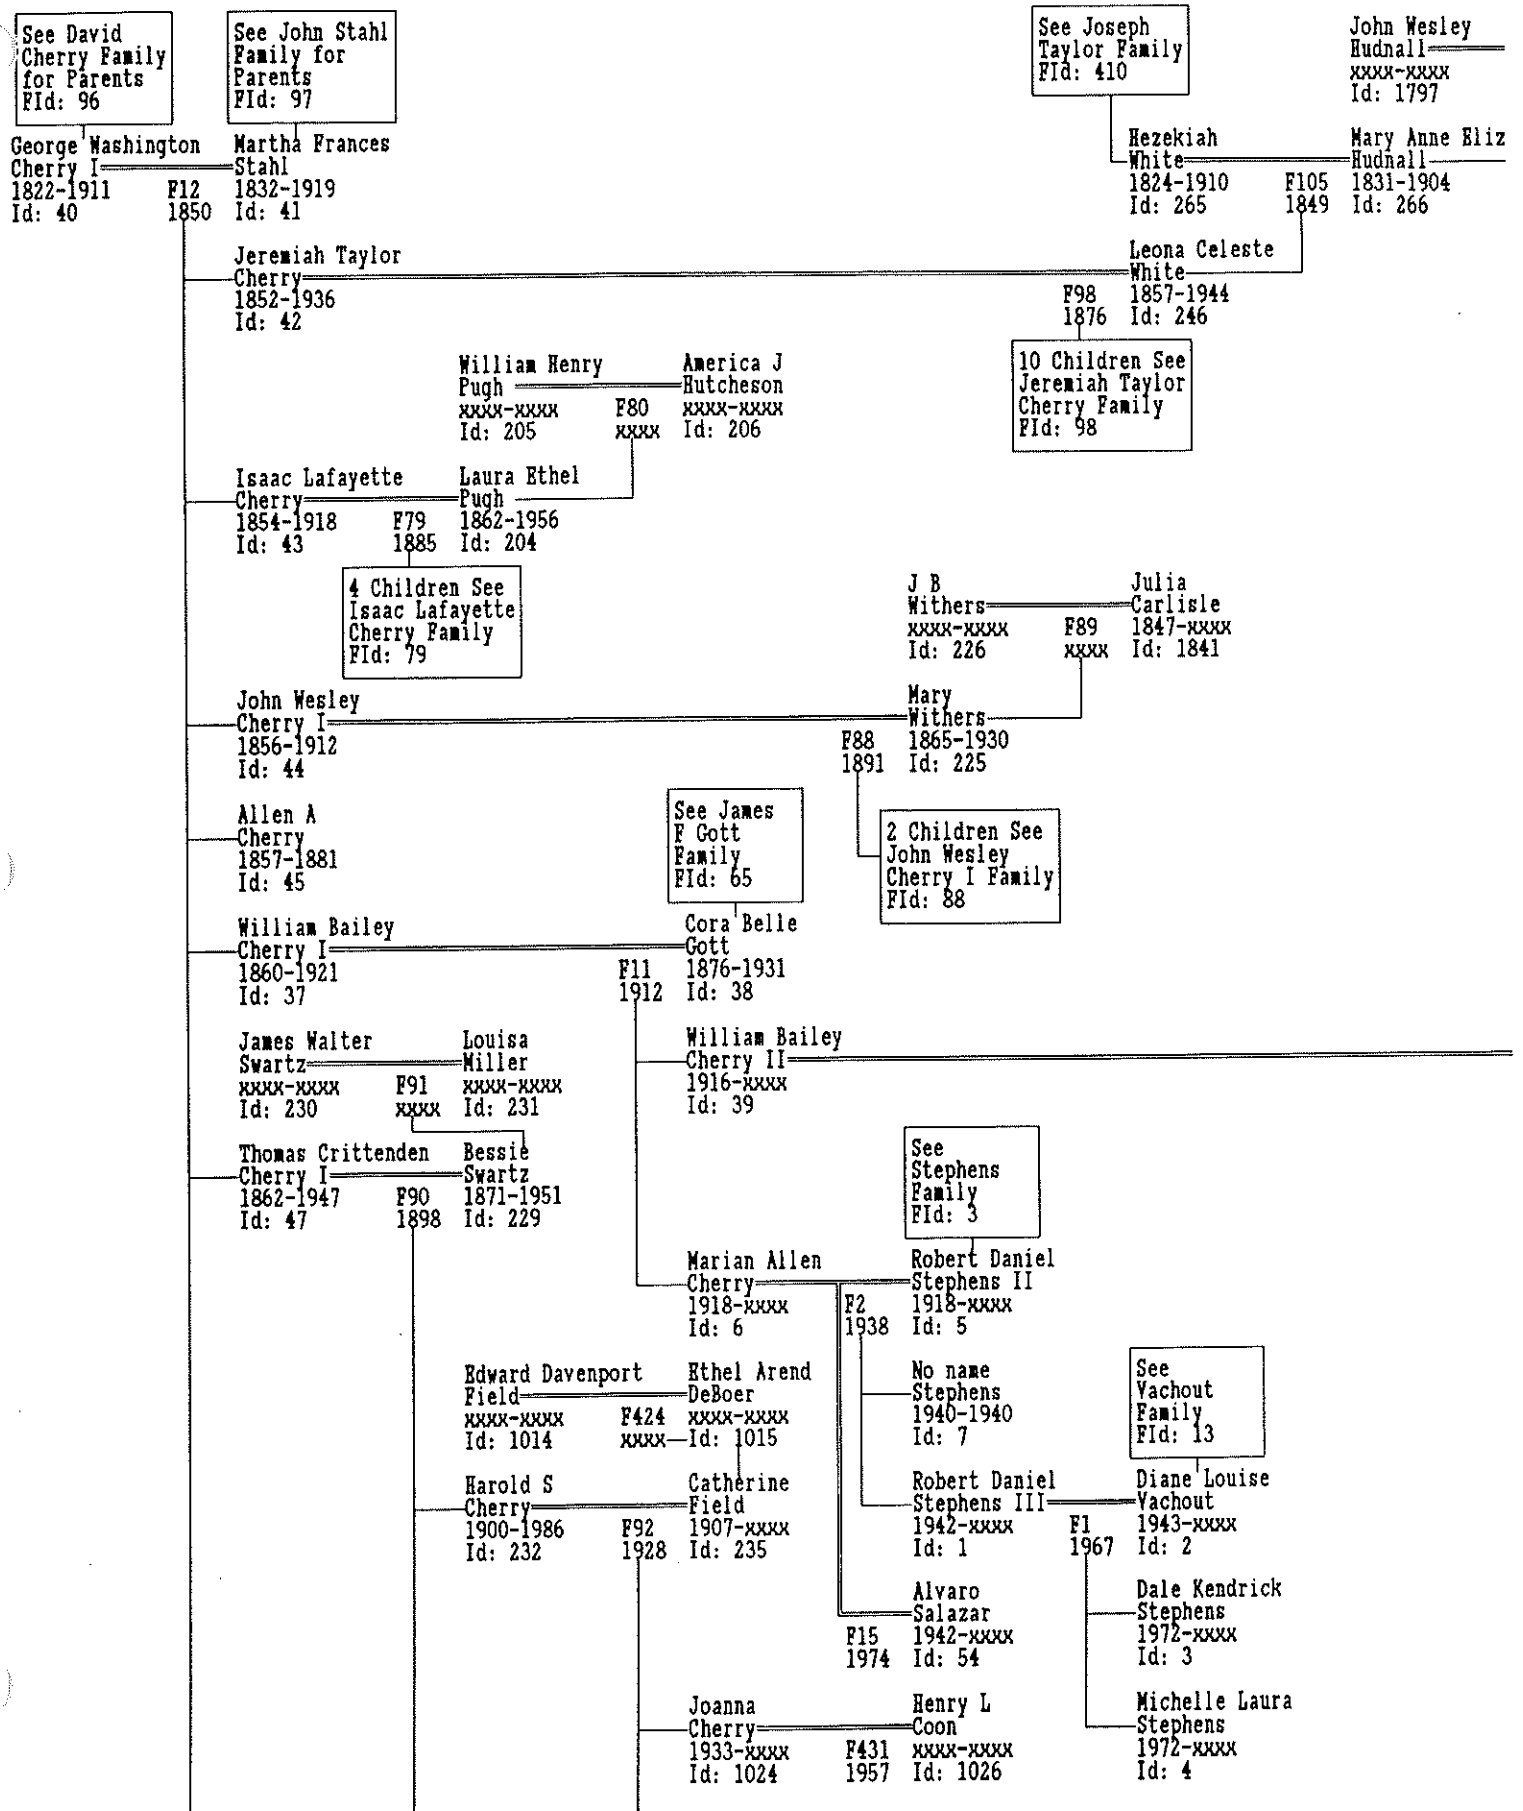 See David
Cherry Family
for Parents
FId: 96
See John Stahl
Family for
Parents
FId: 97
See Joseph
Taylor Family
FId: 410
John Wesley
Hudnall
xxxx-xxxx
Id: 1797
George Washington
Cherry I
1822-1911
Id: 40
F12
1850
Martha Frances
Stahl
1832-1919
Id: 41
Hezekiah
White
1824-1910
Id: 265
F105
1849
Mary Anne Eliz
Hudnall
1831-1904
Id: 266
Jeremiah Taylor
Cherry
1852-1936
Id: 42
F98
1876
Leona Celeste
White
1857-1944
Id: 246
10 Children See
Jeremiah Taylor
Cherry Family
FId: 98
William Henry
Pugh
xxxx-xxxx
Id: 205
F80
xxxx
America J
Hutcheson
xxxx-xxxx
Id: 206
Isaac Lafayette
Cherry
1854-1918
Id: 43
F79
1885
Laura Ethel
Pugh
1862-1956
Id: 204
4 Children See
Isaac Lafayette
Cherry Family
FId: 79
J B
Withers
xxxx-xxxx
Id: 226
F89
xxxx
Julia
Carlisle
1847-xxxx
Id: 1841
John Wesley
Cherry I
1856-1912
Id: 44
F88
1891
Mary
Withers
1865-1930
Id: 225
2 Children See
John Wesley
Cherry I Family
FId: 88
Allen A
Cherry
1857-1881
Id: 45
See James
F Gott
Family
FId: 65
William Bailey
Cherry I
1860-1921
Id: 37
F11
1912
Cora Belle
Gott
1876-1931
Id: 38
William Bailey
Cherry II
1916-xxxx
Id: 39
James Walter
Swartz
xxxx-xxxx
Id: 230
F91
xxxx
Louisa
Miller
xxxx-xxxx
Id: 231
Thomas Crittenden
Cherry I
1862-1947
Id: 47
F90
1898
Bessie
Swartz
1871-1951
Id: 229
See
Stephens
Family
FId: 3
Marian Allen
Cherry
1918-xxxx
Id: 6
F2
1938
Robert Daniel
Stephens II
1918-xxxx
Id: 5
No name
Stephens
1940-1940
Id: 7
See
Vachout
Family
FId: 13
Edward Davenport
Field
xxxx-xxxx
Id: 1014
F424
xxxx
Ethel Arend
DeBoer
xxxx-xxxx
Id: 1015
Harold S
Cherry
1900-1986
Id: 232
F92
1928
Catherine
Field
1907-xxxx
Id: 235
Robert Daniel
Stephens III
1942-xxxx
Id: 1
F1
1967
Diane Louise
Vachout
1943-xxxx
Id: 2
Alvaro
Salazar
1942-xxxx
Id: 54
F15
1974
Dale Kendrick
Stephens
1972-xxxx
Id: 3
Joanna
Cherry
1933-xxxx
Id: 1024
F431
1957
Henry L
Coon
xxxx-xxxx
Id: 1026
Michelle Laura
Stephens
1972-xxxx
Id: 4